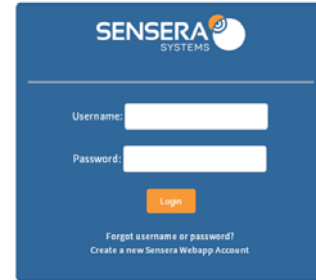 SENSERA
SYSTEMS
Username:
Password:
Login
Forgot username or password?
Create a new Sensera Webapp Account